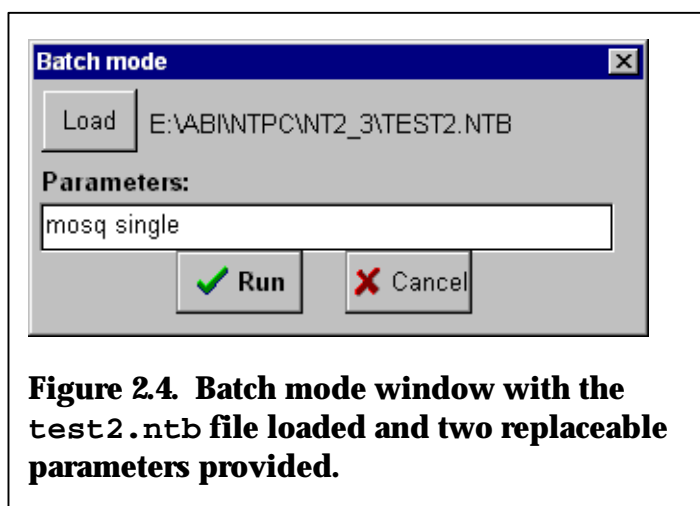 Batch mode
Load E:\ABI\NTPC\NT2_3\TEST2.NTB
Parameters:
mosq single
Run Cancel
Figure 2.4. Batch mode window with the
test2.ntb file loaded and two replaceable
parameters provided.